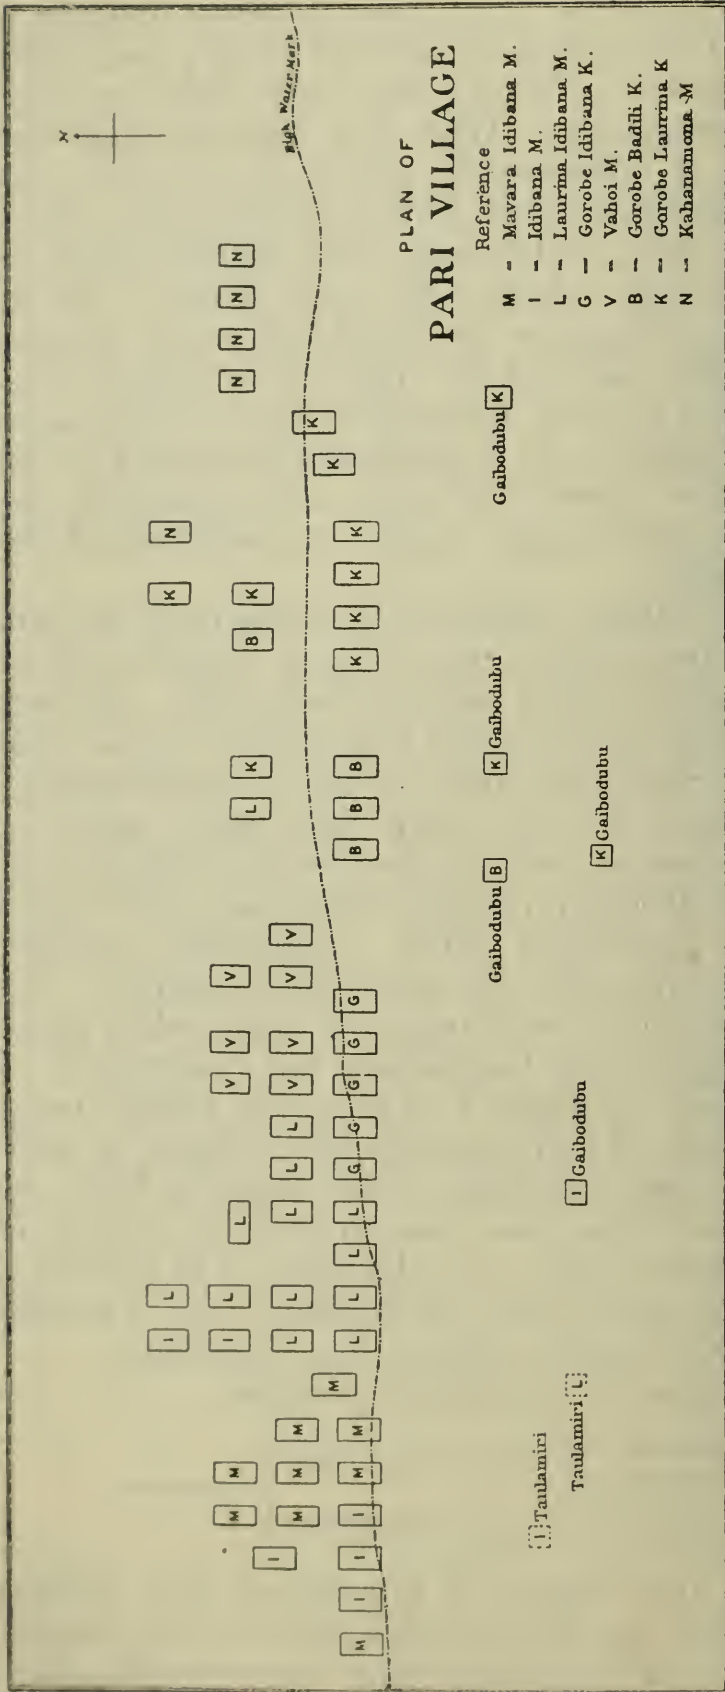 N
High Water Mark
I L K N
M M I L L V V V L K B K N N N N
I M M M L L L L L V V V V
M I I I M M M L L L L G G G G G B B B K K K K K K
PLAN OF
PARI VILLAGE
Reference
M - Mavara Idibana M.
I - Idibana M.
L - Laurina Idibana M.
G - Gorobe Idibana K.
V - Vahoi M.
B - Gorobe Badili K.
K - Gorobe Laurina K
N - Kahanamona M
Gaibodubu B
K Gaibodubu
Gaibodubu K
I Taulamiri
Taulamiri L
I Gaibodubu
K Gaibodubu